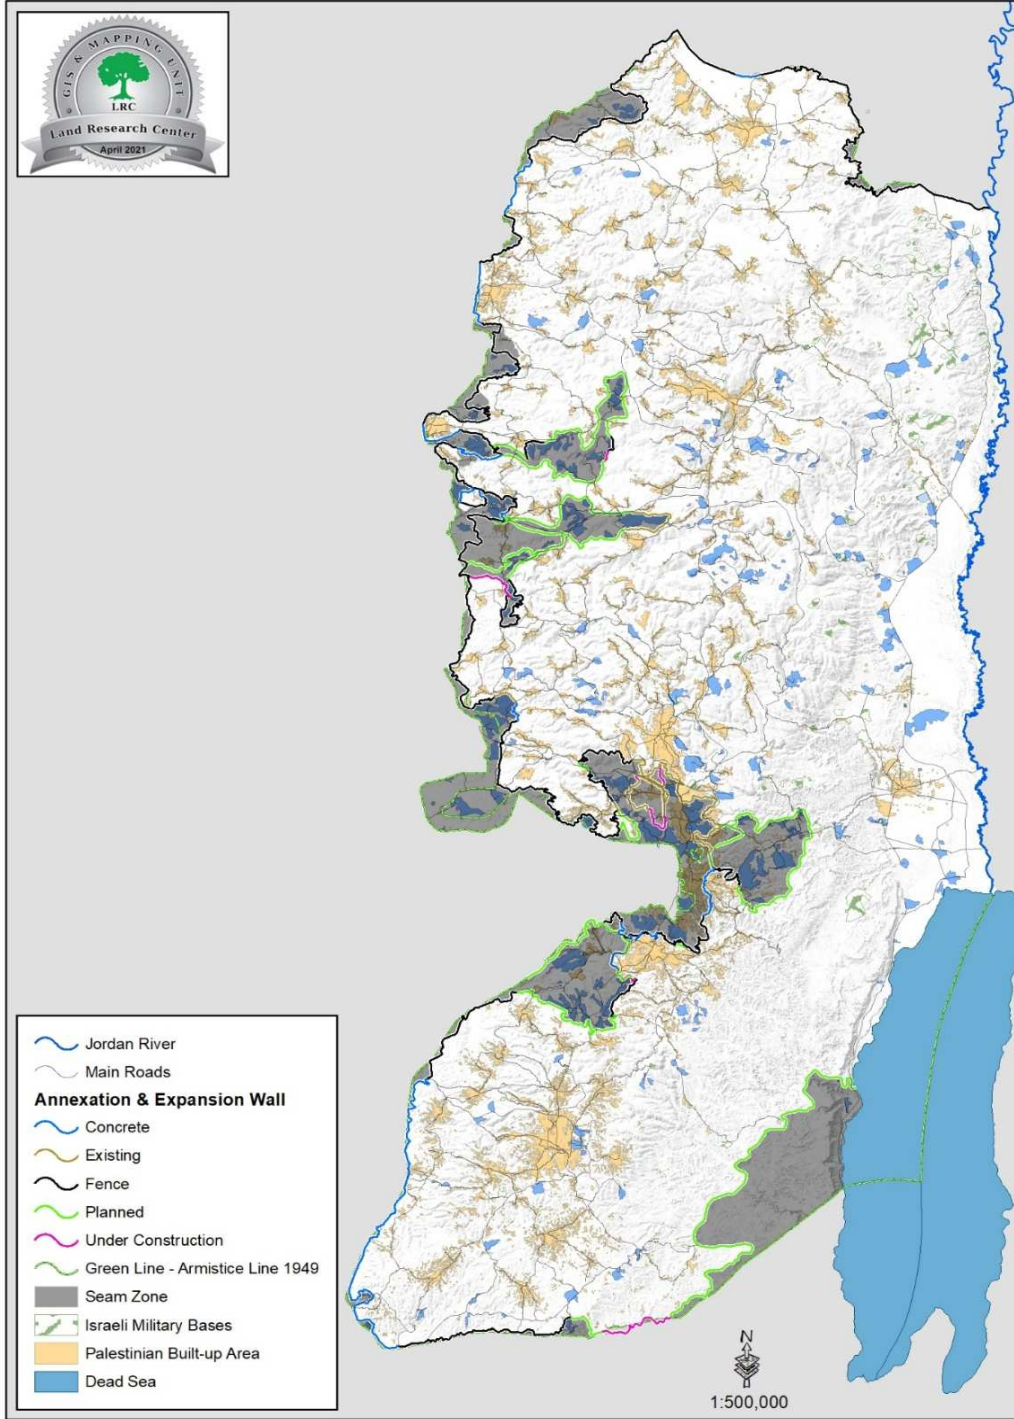 GIS & MAPPING UNIT
LRC
Land Research Center
April 2021
Jordan River
Main Roads
Annexation & Expansion Wall
Concrete
Existing
Fence
Planned
Under Construction
Green Line - Armistice Line 1949
Seam Zone
Israeli Military Bases
Palestinian Built-up Area
Dead Sea
N
1:500,000